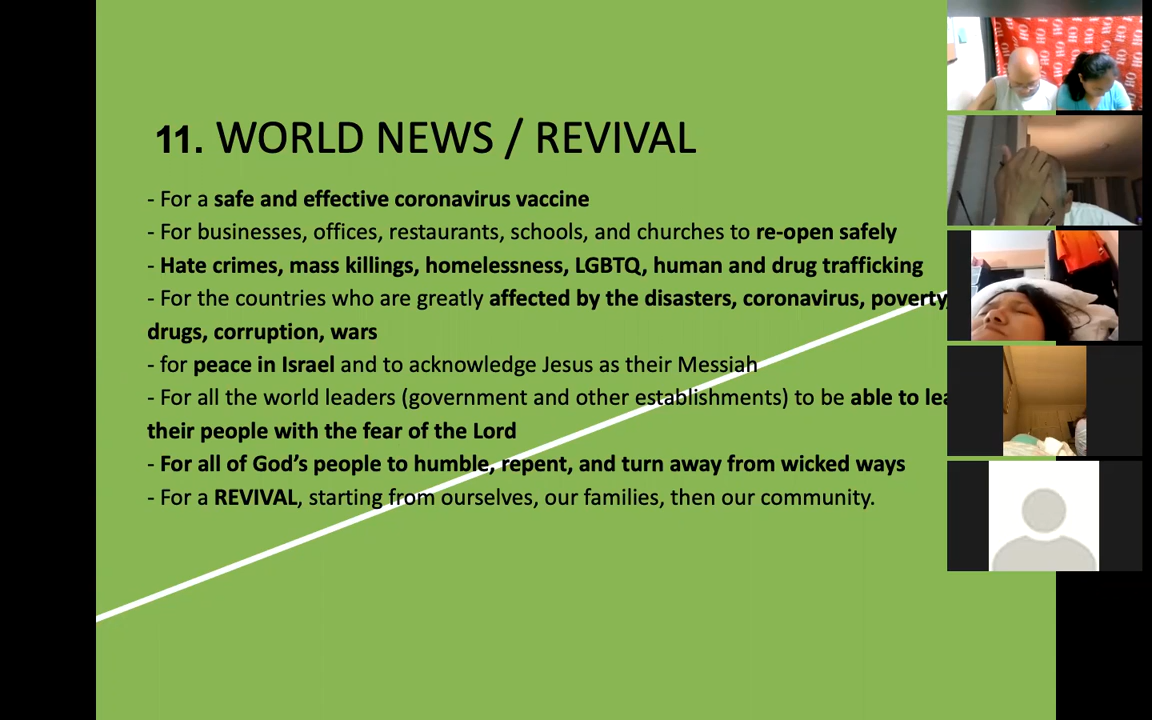 11. WORLD NEWS / REVIVAL
- For a safe and effective coronavirus vaccine
- For businesses, offices, restaurants, schools, and churches to re-open safely
- Hate crimes, mass killings, homelessness, LGBTQ, human and drug trafficking
- For the countries who are greatly affected by the disasters, coronavirus, poverty,
drugs, corruption, wars
- for peace in Israel and to acknowledge Jesus as their Messiah
- For all the world leaders (government and other establishments) to be able to
their people with the fear of the Lord
- For all of God’s people to humble, repent, and turn away from wicked ways
- For a REVIVAL, starting from ourselves, our families, then our community.
HO HO HO